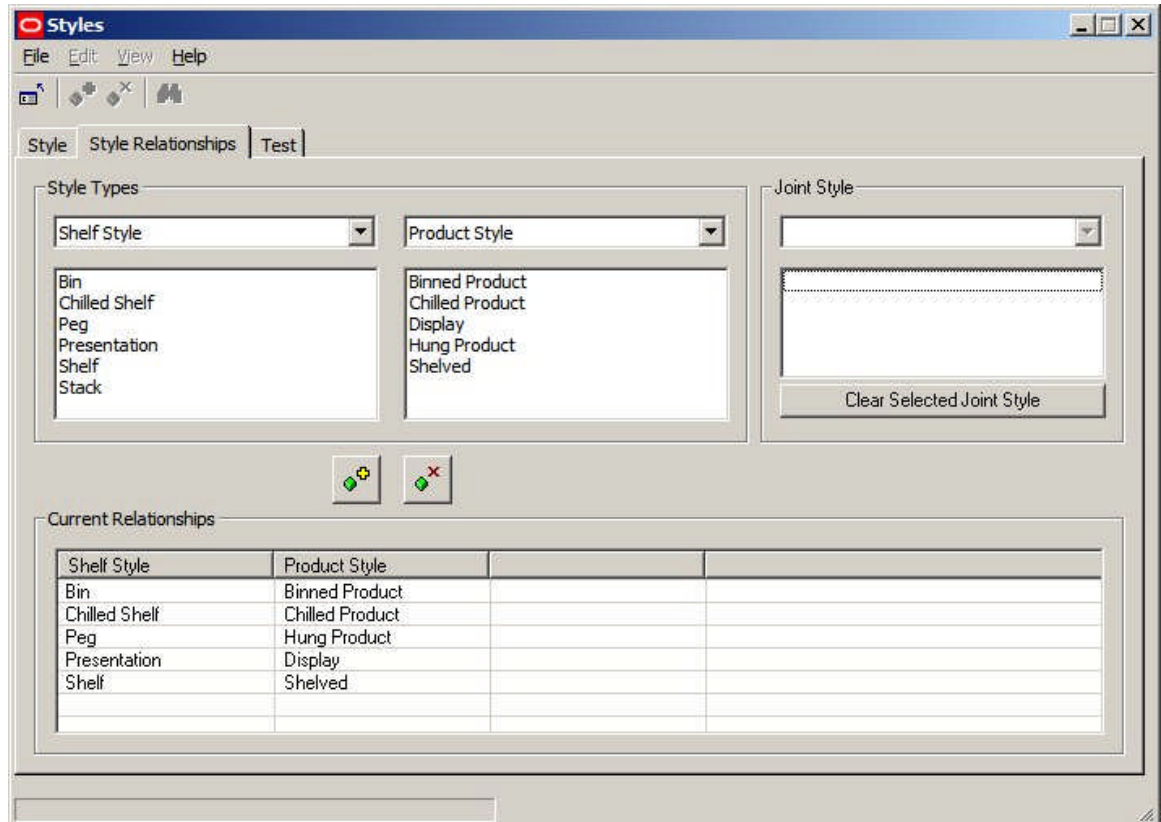 Styles
File Edit View Help
Style Style Relationships Test
Style Types
Joint Style
Shelf Style
Product Style
Bin
Chilled Shelf
Peg
Presentation
Shelf
Stack
Binned Product
Chilled Product
Display
Hung Product
Shelved
Clear Selected Joint Style
Current Relationships
Shelf Style Product Style
Bin Binned Product
Chilled Shelf Chilled Product
Peg Hung Product
Presentation Display
Shelf Shelved